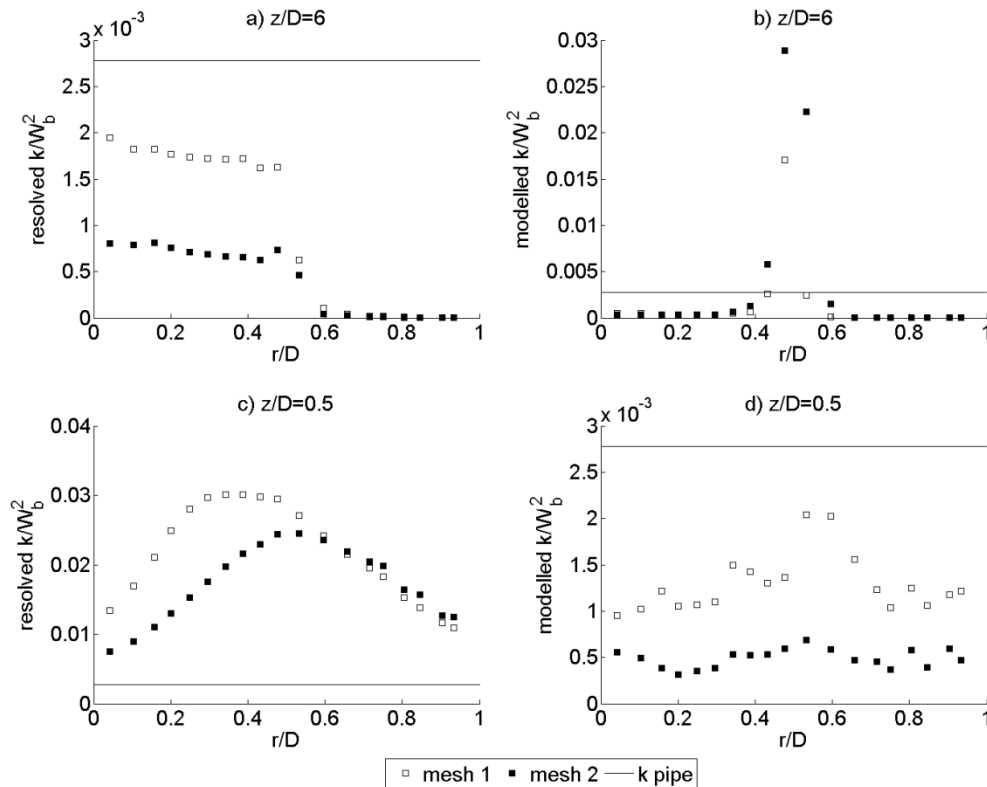 a) z/D=6
x 10^-3
3
2.5
2
1.5
1
0.5
0
resolved k/W_b^2
0 0.2 0.4 0.6 0.8 1
r/D
b) z/D=6
0.03
0.025
0.02
0.015
0.01
0.005
0
modelled k/W_b^2
0 0.2 0.4 0.6 0.8 1
r/D
c) z/D=0.5
0.04
0.03
0.02
0.01
0
resolved k/W_b^2
0 0.2 0.4 0.6 0.8 1
r/D
d) z/D=0.5
x 10^-3
3
2.5
2
1.5
1
0.5
0
modelled k/W_b^2
0 0.2 0.4 0.6 0.8 1
r/D
mesh 1 mesh 2 k pipe